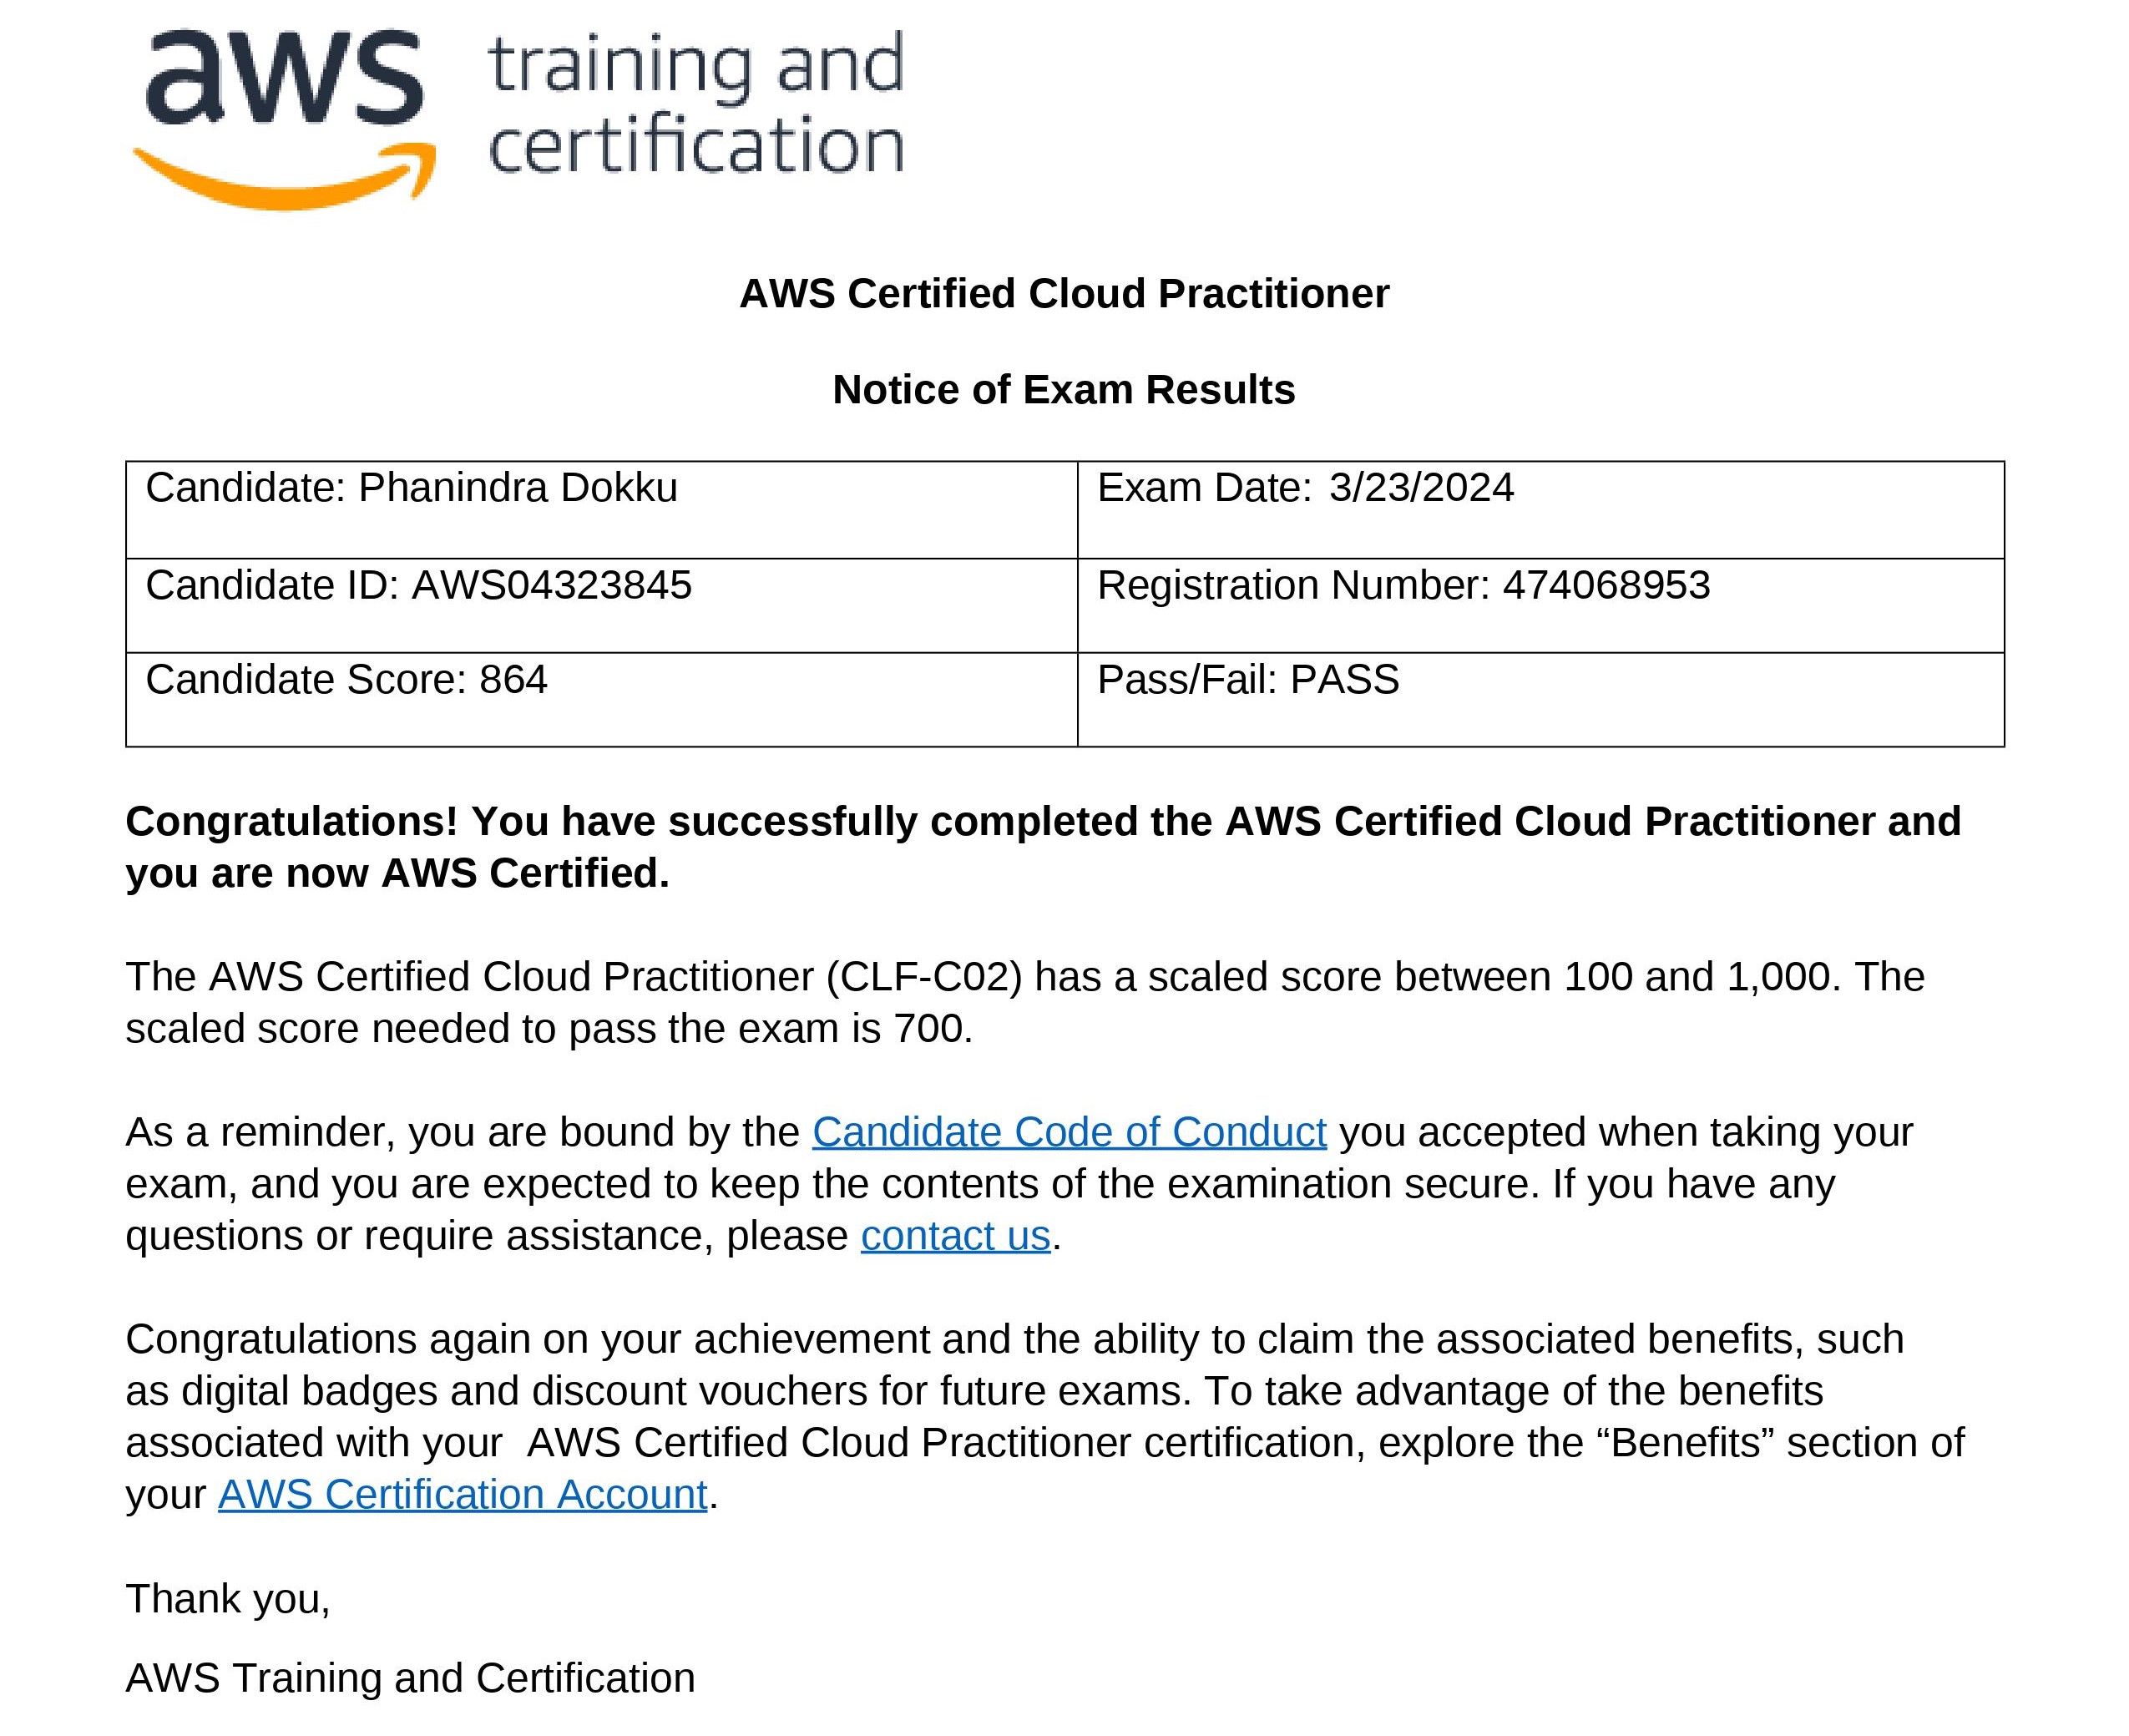 aws training and
certification
AWS Certified Cloud Practitioner
Notice of Exam Results
Candidate: Phanindra Dokku
Exam Date: 3/23/2024
Candidate ID: AWS04323845
Registration Number: 474068953
Candidate Score: 864
Pass/Fail: PASS
Congratulations! You have successfully completed the AWS Certified Cloud Practitioner and
you are now AWS Certified.
The AWS Certified Cloud Practitioner (CLF-C02) has a scaled score between 100 and 1,000. The
scaled score needed to pass the exam is 700.
As a reminder, you are bound by the Candidate Code of Conduct you accepted when taking your
exam, and you are expected to keep the contents of the examination secure. If you have any
questions or require assistance, please contact us.
Congratulations again on your achievement and the ability to claim the associated benefits, such
as digital badges and discount vouchers for future exams. To take advantage of the benefits
associated with your  AWS Certified Cloud Practitioner certification, explore the “Benefits” section of
your AWS Certification Account.
Thank you,
AWS Training and Certification